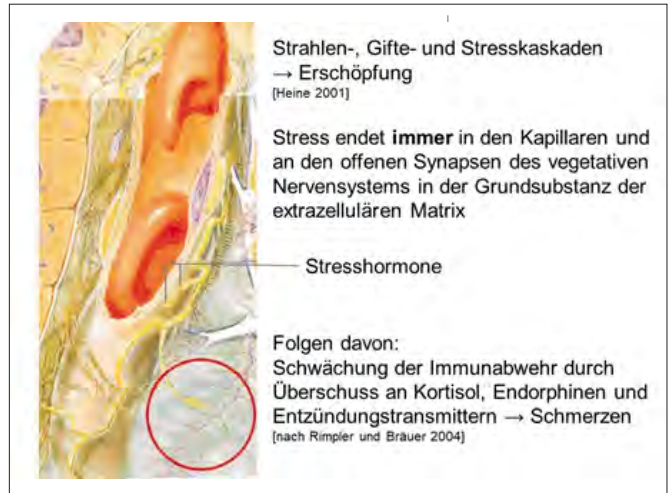 Strahlen-, Gifte- und Stresskaskaden
→ Erschöpfung
[Heine 2001]
Stress endet immer in den Kapillaren und
an den offenen Synapsen des vegetativen
Nervensystems in der Grundsubstanz der
extrazellulären Matrix
Stresshormone
Folgen davon:
Schwächung der Immunabwehr durch
Überschuss an Kortisol, Endorphinen und
Entzündungstransmittern → Schmerzen
[nach Rimpler und Bräuer 2004]